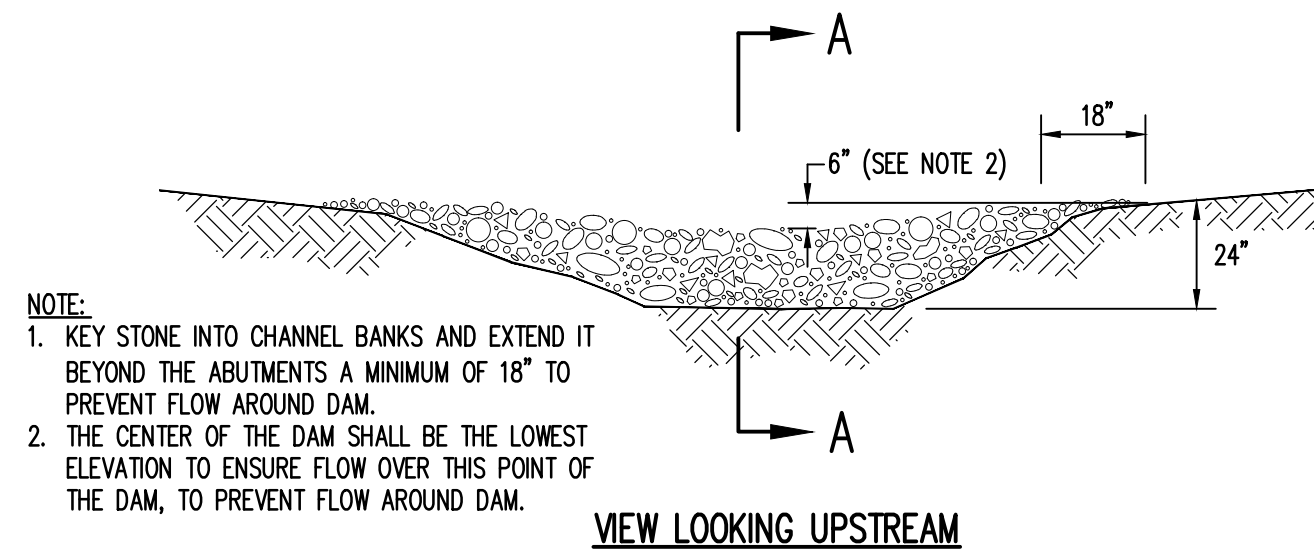 A
18”
6” (SEE NOTE 2)
24”
NOTE:
1. KEY STONE INTO CHANNEL BANKS AND EXTEND IT
BEYOND THE ABUTMENTS A MINIMUM OF 18” TO
PREVENT FLOW AROUND DAM.
2. THE CENTER OF THE DAM SHALL BE THE LOWEST
ELEVATION TO ENSURE FLOW OVER THIS POINT OF
THE DAM, TO PREVENT FLOW AROUND DAM.
A
VIEW LOOKING UPSTREAM